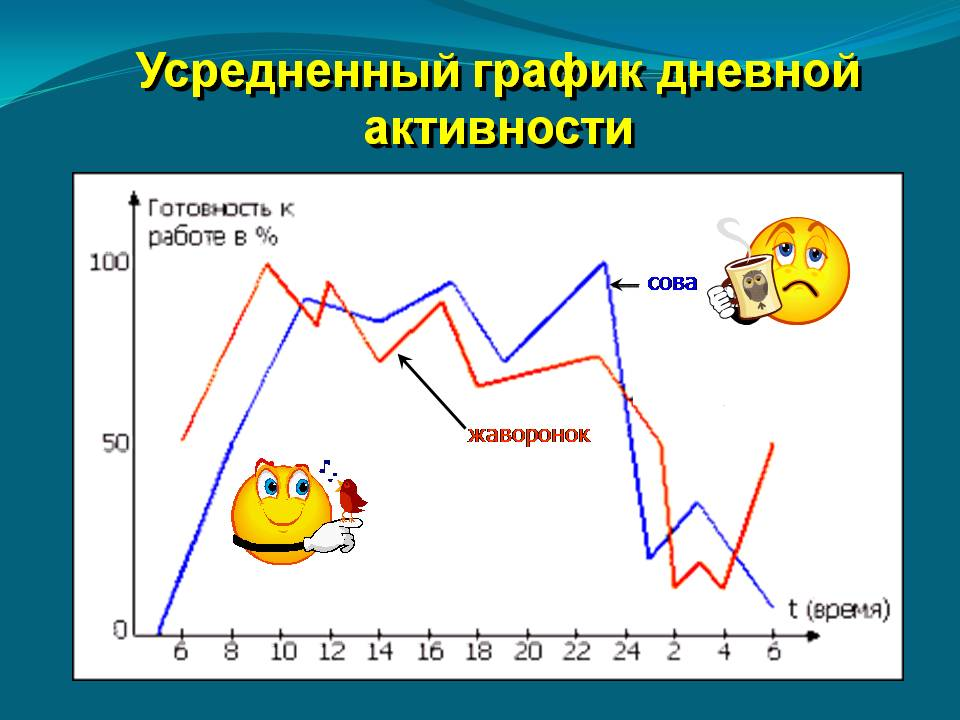 Усредненный график дневной
активности
Готовность к
работе в %
100
сова
50
жаворонок
0
t (время)
6 8 10 12 14 16 18 20 22 24 2 4 6